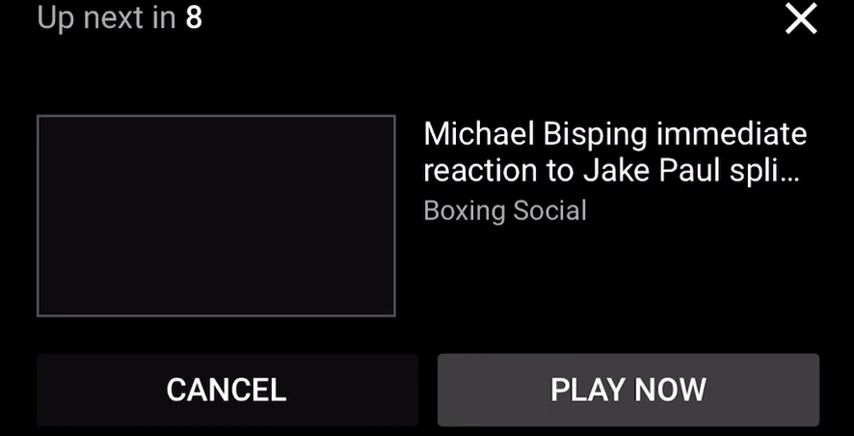 Up next in 8
Michael Bisping immediate
reaction to Jake Paul spli...
Boxing Social
CANCEL
PLAY NOW